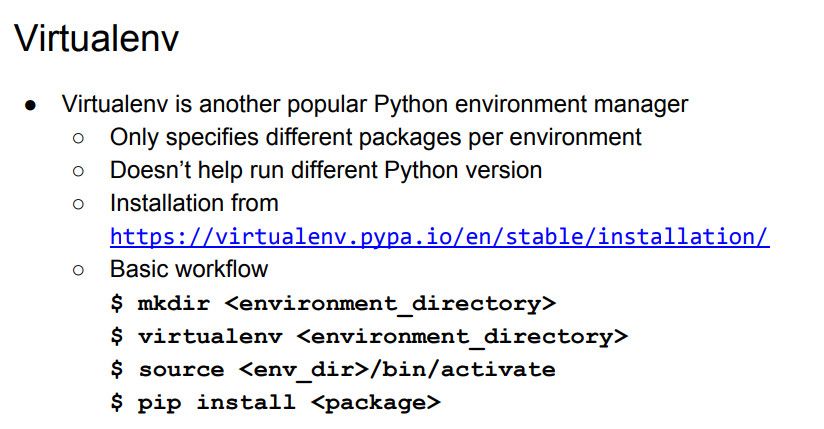 Virtualenv
● Virtualenv is another popular Python environment manager
○ Only specifies different packages per environment
○ Doesn’t help run different Python version
○ Installation from
https://virtualenv.pypa.io/en/stable/installation/
○ Basic workflow
$ mkdir <environment_directory>
$ virtualenv <environment_directory>
$ source <env_dir>/bin/activate
$ pip install <package>